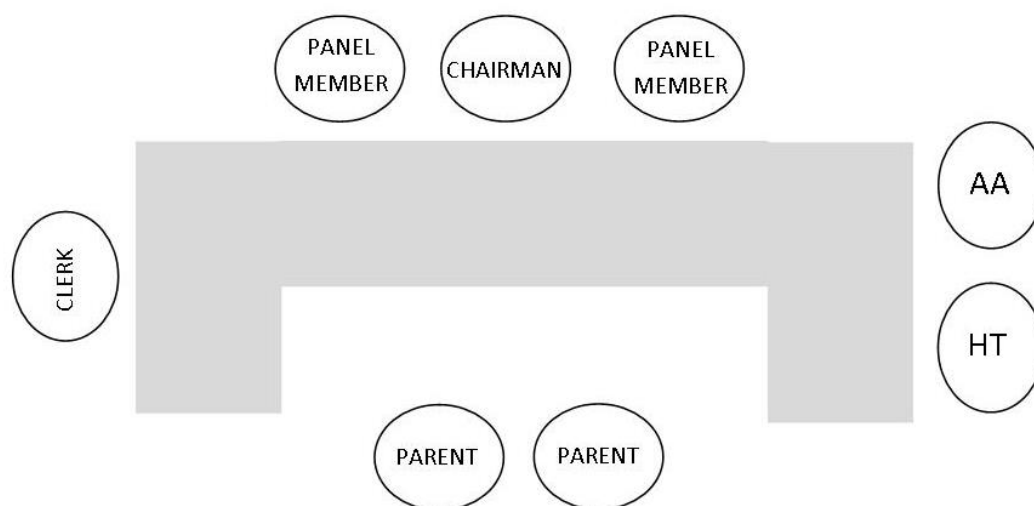 PANEL
MEMBER
CHAIRMAN
PANEL
MEMBER
AA
CLERK
HT
PARENT
PARENT